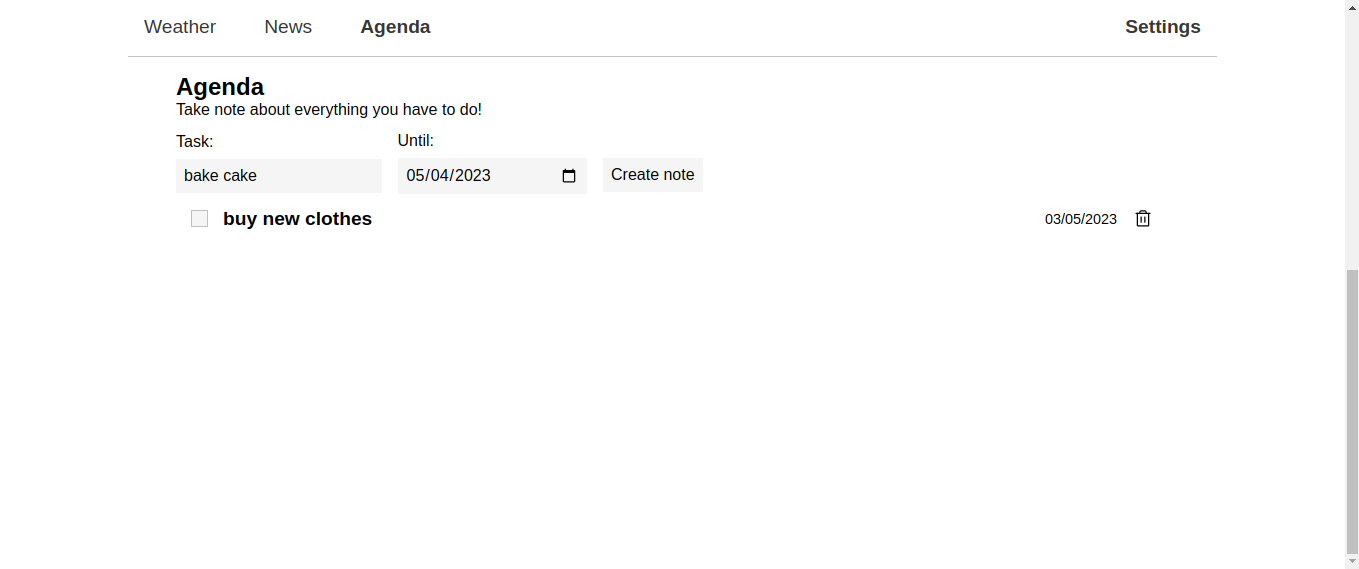 Weather News Agenda Settings
Agenda
Take note about everything you have to do!
Task: Until:
bake cake 05/04/2023 Create note
buy new clothes 03/05/2023